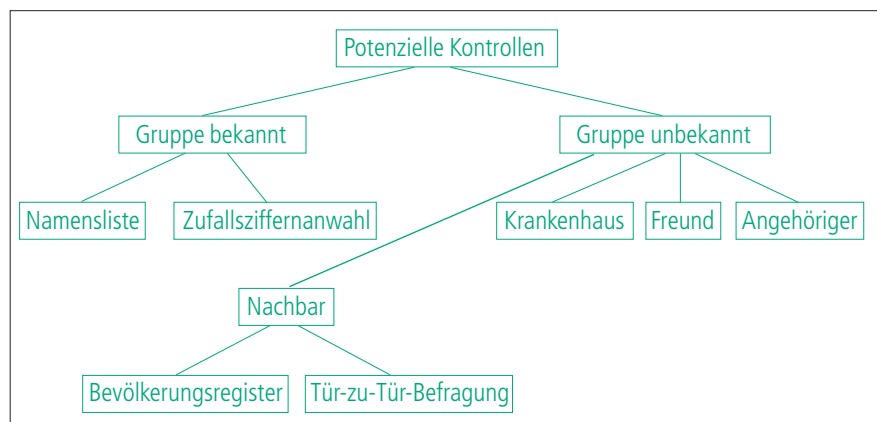 Potenzielle Kontrollen
Gruppe bekannt
Gruppe unbekannt
Namensliste
Zufallsziffernanwahl
Krankenhaus
Freund
Angehöriger
Nachbar
Bevölkerungsregister
Tür-zu-Tür-Befragung